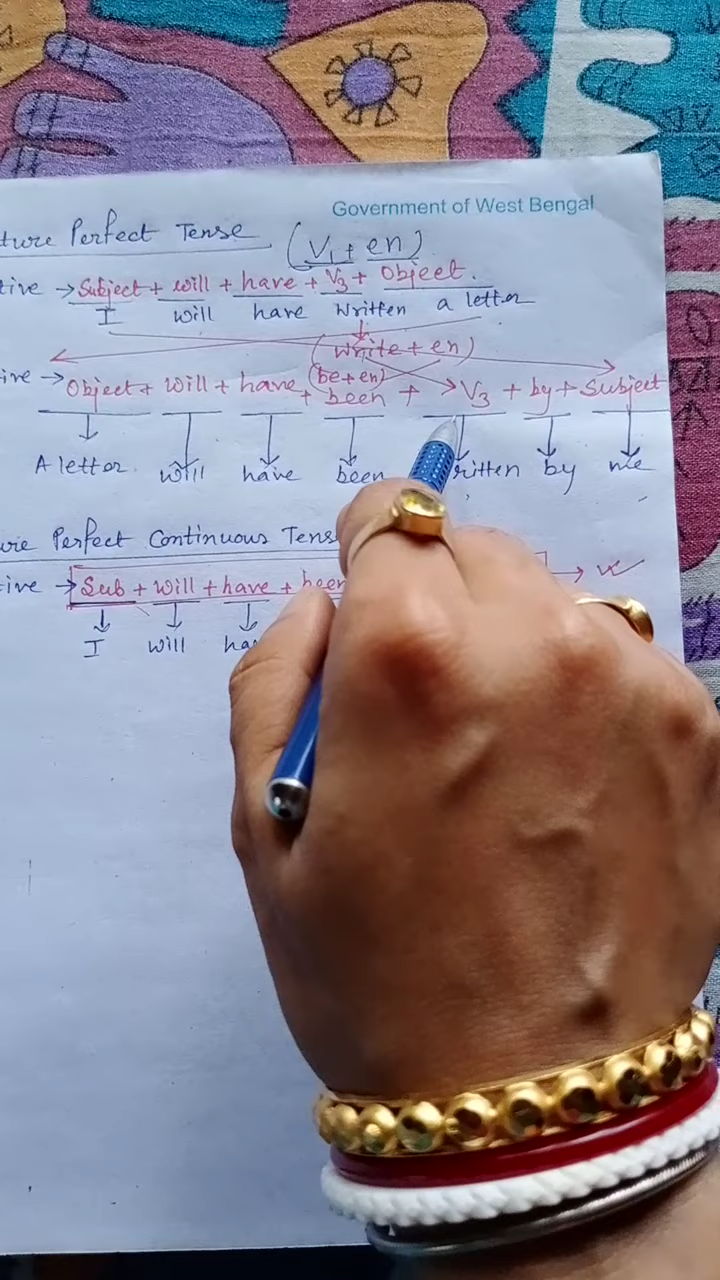 Government of West Bengal
ture Perfect Tense (V₁ + en)
tive → Subject + will + have + V₃ + Object.
I will have Written a letter
(write + en)
ive → Object + will + have + (be+en) been + V₃ + by + Subject
A letter will have been written by me
ure Perfect Continuous Tens
tive → Sub + will + have + been
I will ha